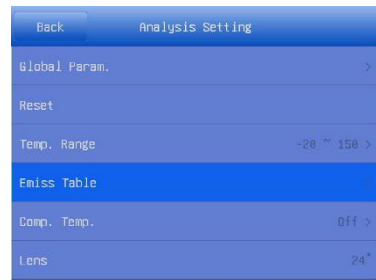 Back Analysis Setting
Global Param. >
Reset
Temp. Range -20 ~ 150 >
Emiss Table
Comp. Temp. Off >
Lens 24°